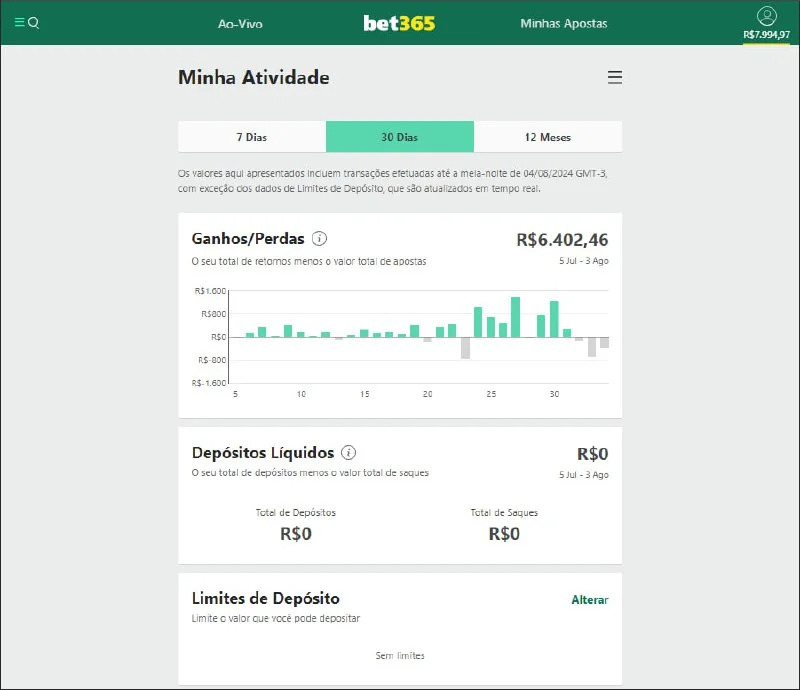 Ao-Vivo
bet365
Minhas Apostas
R$7.994,97
Minha Atividade
7 Dias
30 Dias
12 Meses
Os valores aqui apresentados incluem transações efetuadas até a meia-noite de 04/08/2024 GMT-3,
com exceção dos dados de Limites de Depósito, que são atualizados em tempo real.
Ganhos/Perdas
R$6.402,46
O seu total de retornos menos o valor total de apostas
5 Jul - 3 Ago
R$1.600
R$800
R$0
R$-800
R$-1.600
5 10 15 20 25 30
Depósitos Líquidos
R$0
O seu total de depósitos menos o valor total de saques
5 Jul - 3 Ago
Total de Depósitos
Total de Saques
R$0
R$0
Limites de Depósito
Alterar
Limite o valor que você pode depositar
Sem limites